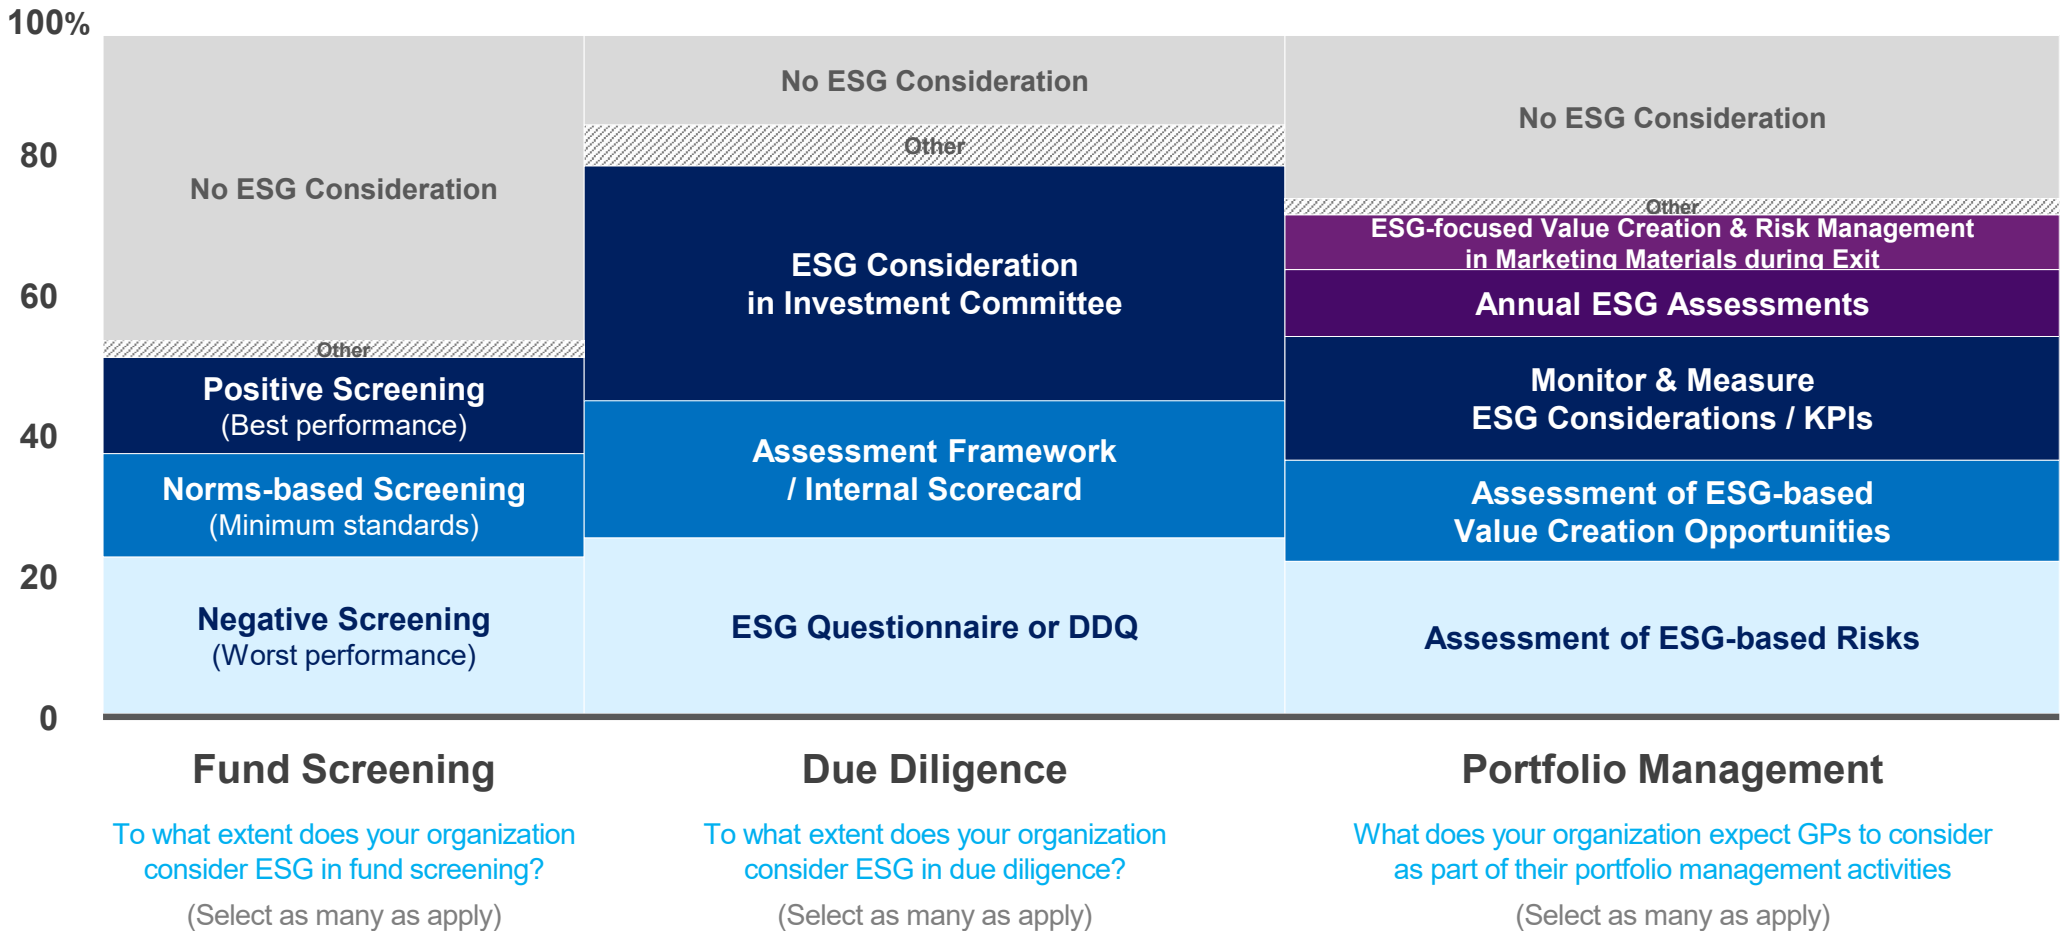 100%
80
60
40
20
0
No ESG Consideration
Other
Positive Screening
(Best performance)
Norms-based Screening
(Minimum standards)
Negative Screening
(Worst performance)
No ESG Consideration
Other
ESG Consideration
in Investment Committee
Assessment Framework
/ Internal Scorecard
ESG Questionnaire or DDQ
No ESG Consideration
Other
ESG-focused Value Creation & Risk Management
in Marketing Materials during Exit
Annual ESG Assessments
Monitor & Measure
ESG Considerations / KPIs
Assessment of ESG-based
Value Creation Opportunities
Assessment of ESG-based Risks
Fund Screening
To what extent does your organization
consider ESG in fund screening?
(Select as many as apply)
Due Diligence
To what extent does your organization
consider ESG in due diligence?
(Select as many as apply)
Portfolio Management
What does your organization expect GPs to consider
as part of their portfolio management activities
(Select as many as apply)